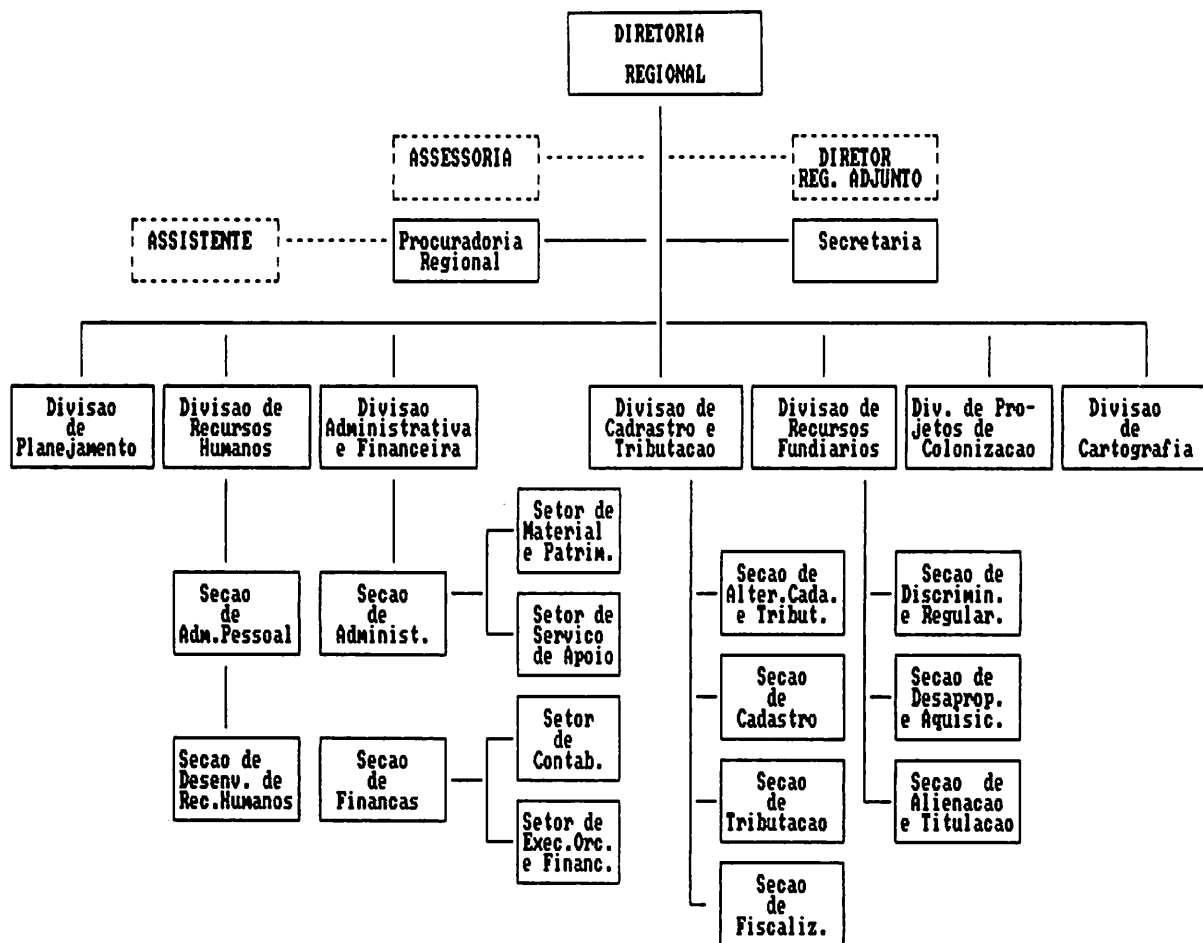 DIRETORIA
REGIONAL
ASSESSORIA
DIRETOR
REG. ADJUNTO
ASSISTENTE
Procuradoria
Regional
Secretaria
Divisao
de
Planejamento
Divisao de
Recursos
Humanos
Divisao
Administrativa
e Financeira
Divisao de
Cadrastro e
Tributacao
Divisao de
Recursos
Fundiarios
Div. de Pro-
jetos de
Colonizacao
Divisao
de
Cartografia
Secao
de
Adm.Pessoal
Secao de
Desenv. de
Rec.Humanos
Secao
de
Administ.
Setor de
Material
e Patrim.
Setor de
Servico
de Apoio
Secao
de
Financas
Setor
de
Contab.
Setor de
Exec.Orc.
e Financ.
Secao de
Alter.Cada.
e Tribut.
Secao
de
Cadastro
Secao
de
Tributacao
Secao
de
Fiscaliz.
Secao de
Discrimin.
e Regular.
Secao de
Desaprop.
e Aquisic.
Secao de
Alienacao
e Titulacao